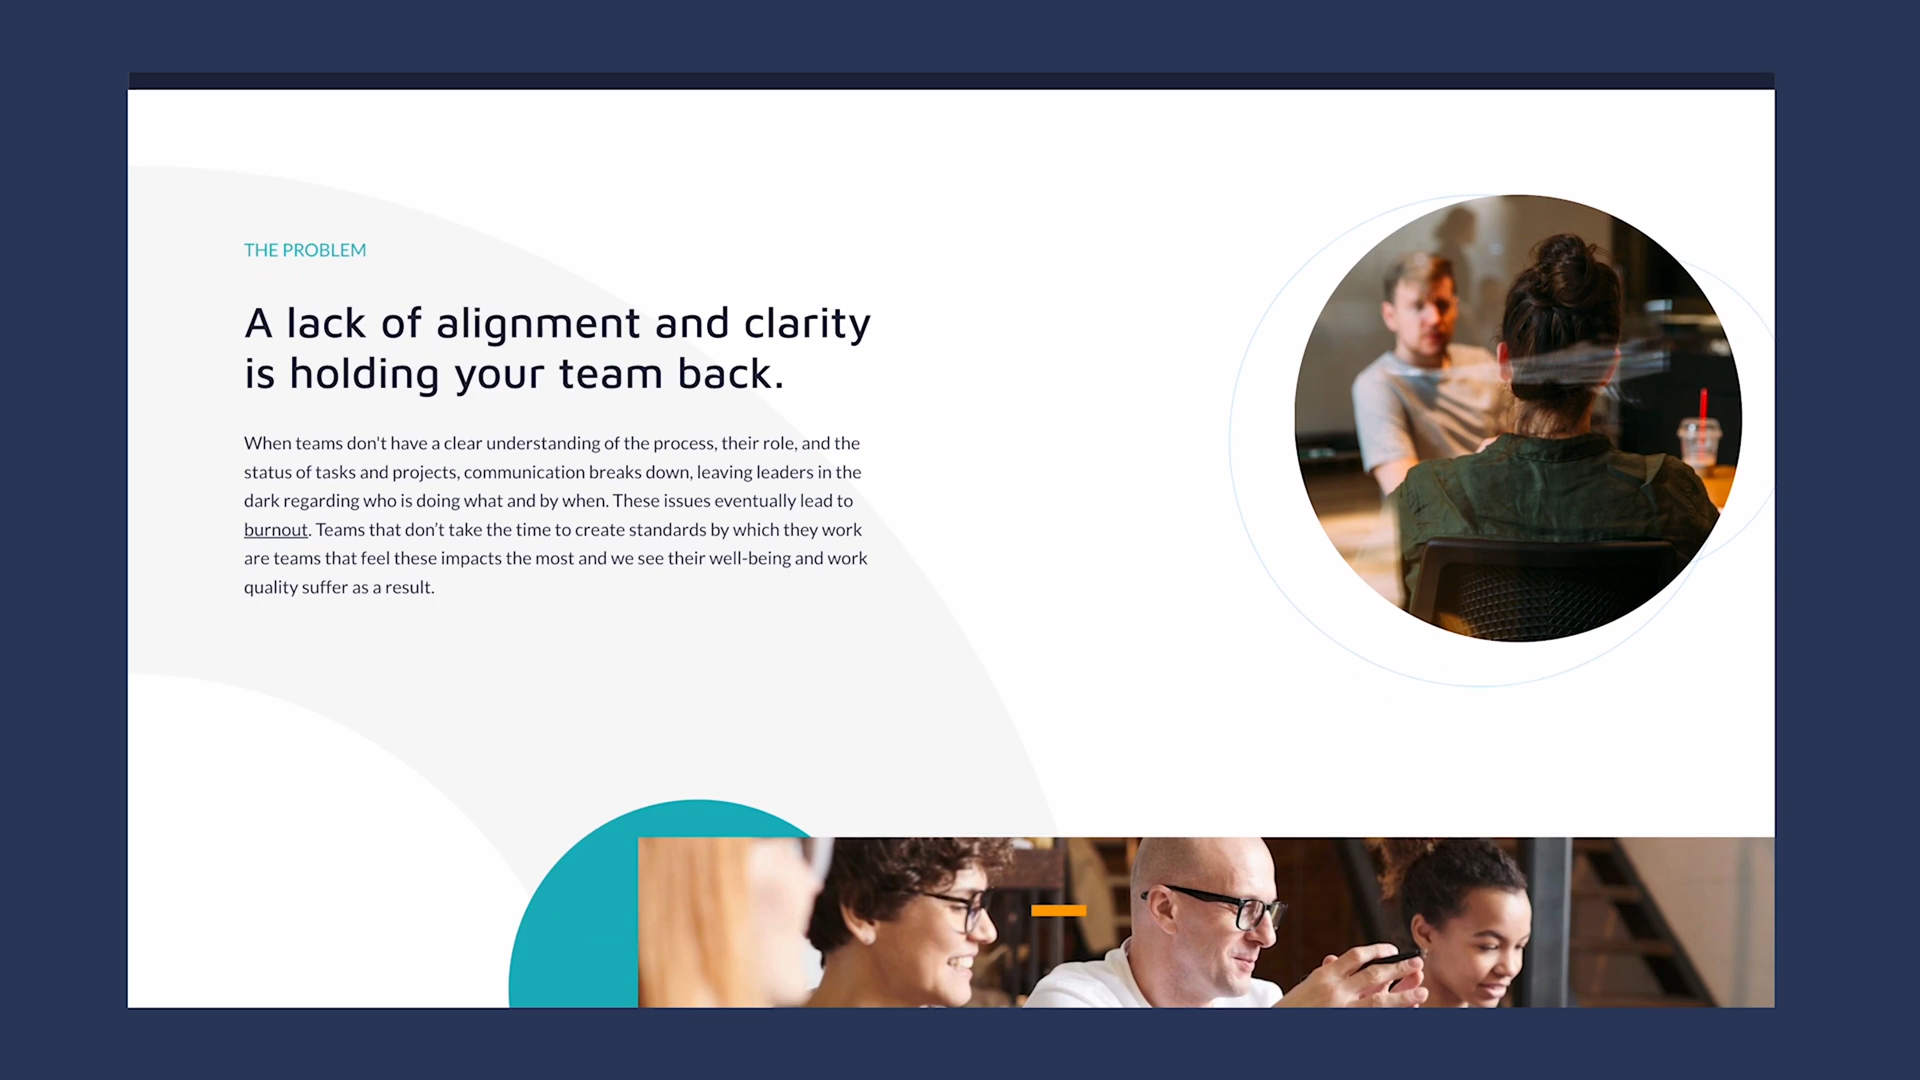 THE PROBLEM
A lack of alignment and clarity
is holding your team back.
When teams don't have a clear understanding of the process, their role, and the
status of tasks and projects, communication breaks down, leaving leaders in the
dark regarding who is doing what and by when. These issues eventually lead to
burnout. Teams that don’t take the time to create standards by which they work
are teams that feel these impacts the most and we see their well-being and work
quality suffer as a result.